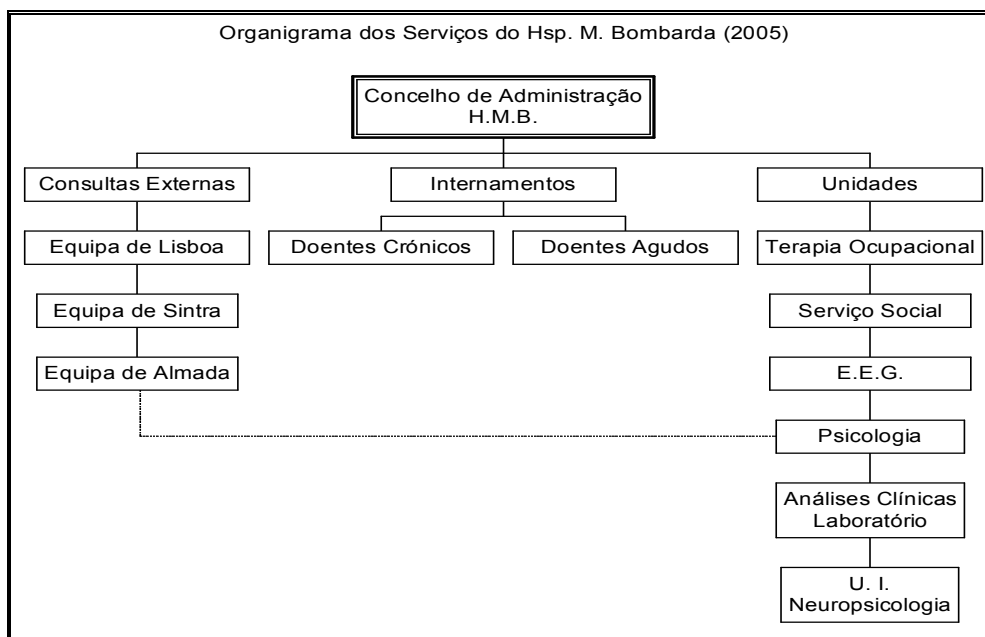 Organigrama dos Serviços do Hsp. M. Bombarda (2005)
Concelho de Administração
H.M.B.
Consultas Externas
Internamentos
Unidades
Equipa de Lisboa
Doentes Crónicos
Doentes Agudos
Terapia Ocupacional
Equipa de Sintra
Serviço Social
Equipa de Almada
E.E.G.
Psicologia
Análises Clínicas
Laboratório
U. I.
Neuropsicologia